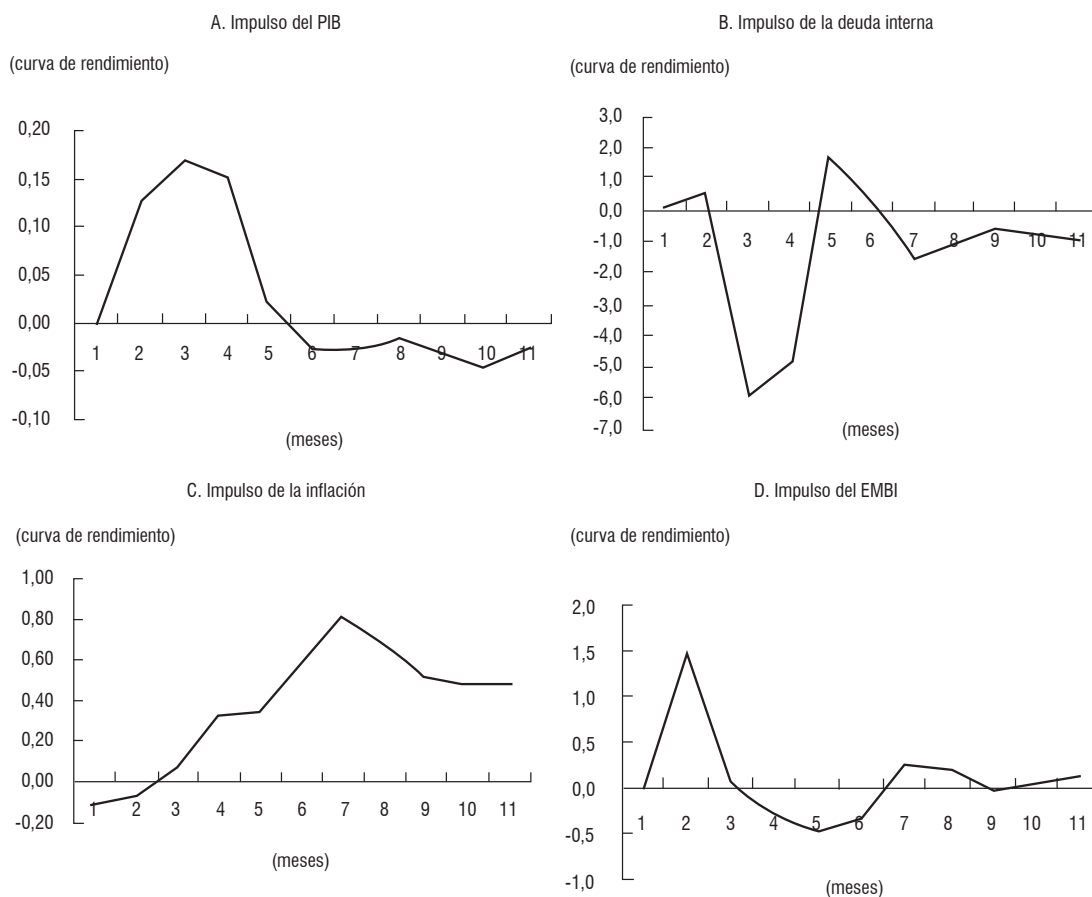 A. Impulso del PIB
(curva de rendimiento)
0,20
0,15
0,10
0,05
0,00
-0,05
-0,10
1 2 3 4 5 6 7 8 9 10 11
(meses)
B. Impulso de la deuda interna
(curva de rendimiento)
3,0
2,0
1,0
0,0
-1,0
-2,0
-3,0
-4,0
-5,0
-6,0
-7,0
1 2 3 4 5 6 7 8 9 10 11
(meses)
C. Impulso de la inflación
(curva de rendimiento)
1,00
0,80
0,60
0,40
0,20
0,00
-0,20
1 2 3 4 5 6 7 8 9 10 11
(meses)
D. Impulso del EMBI
(curva de rendimiento)
2,0
1,5
1,0
0,5
0,0
-0,5
-1,0
1 2 3 4 5 6 7 8 9 10 11
(meses)